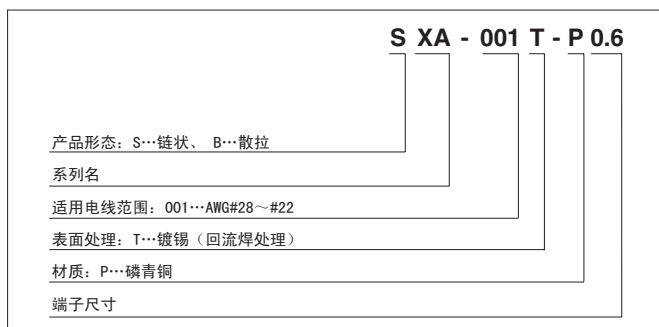 S XA - 001 T - P 0.6
产品形态：S…链状、 B…散拉
系列名
适用电线范围：001…AWG#28～#22
表面处理：T…镀锡（回流焊处理）
材质：P…磷青铜
端子尺寸